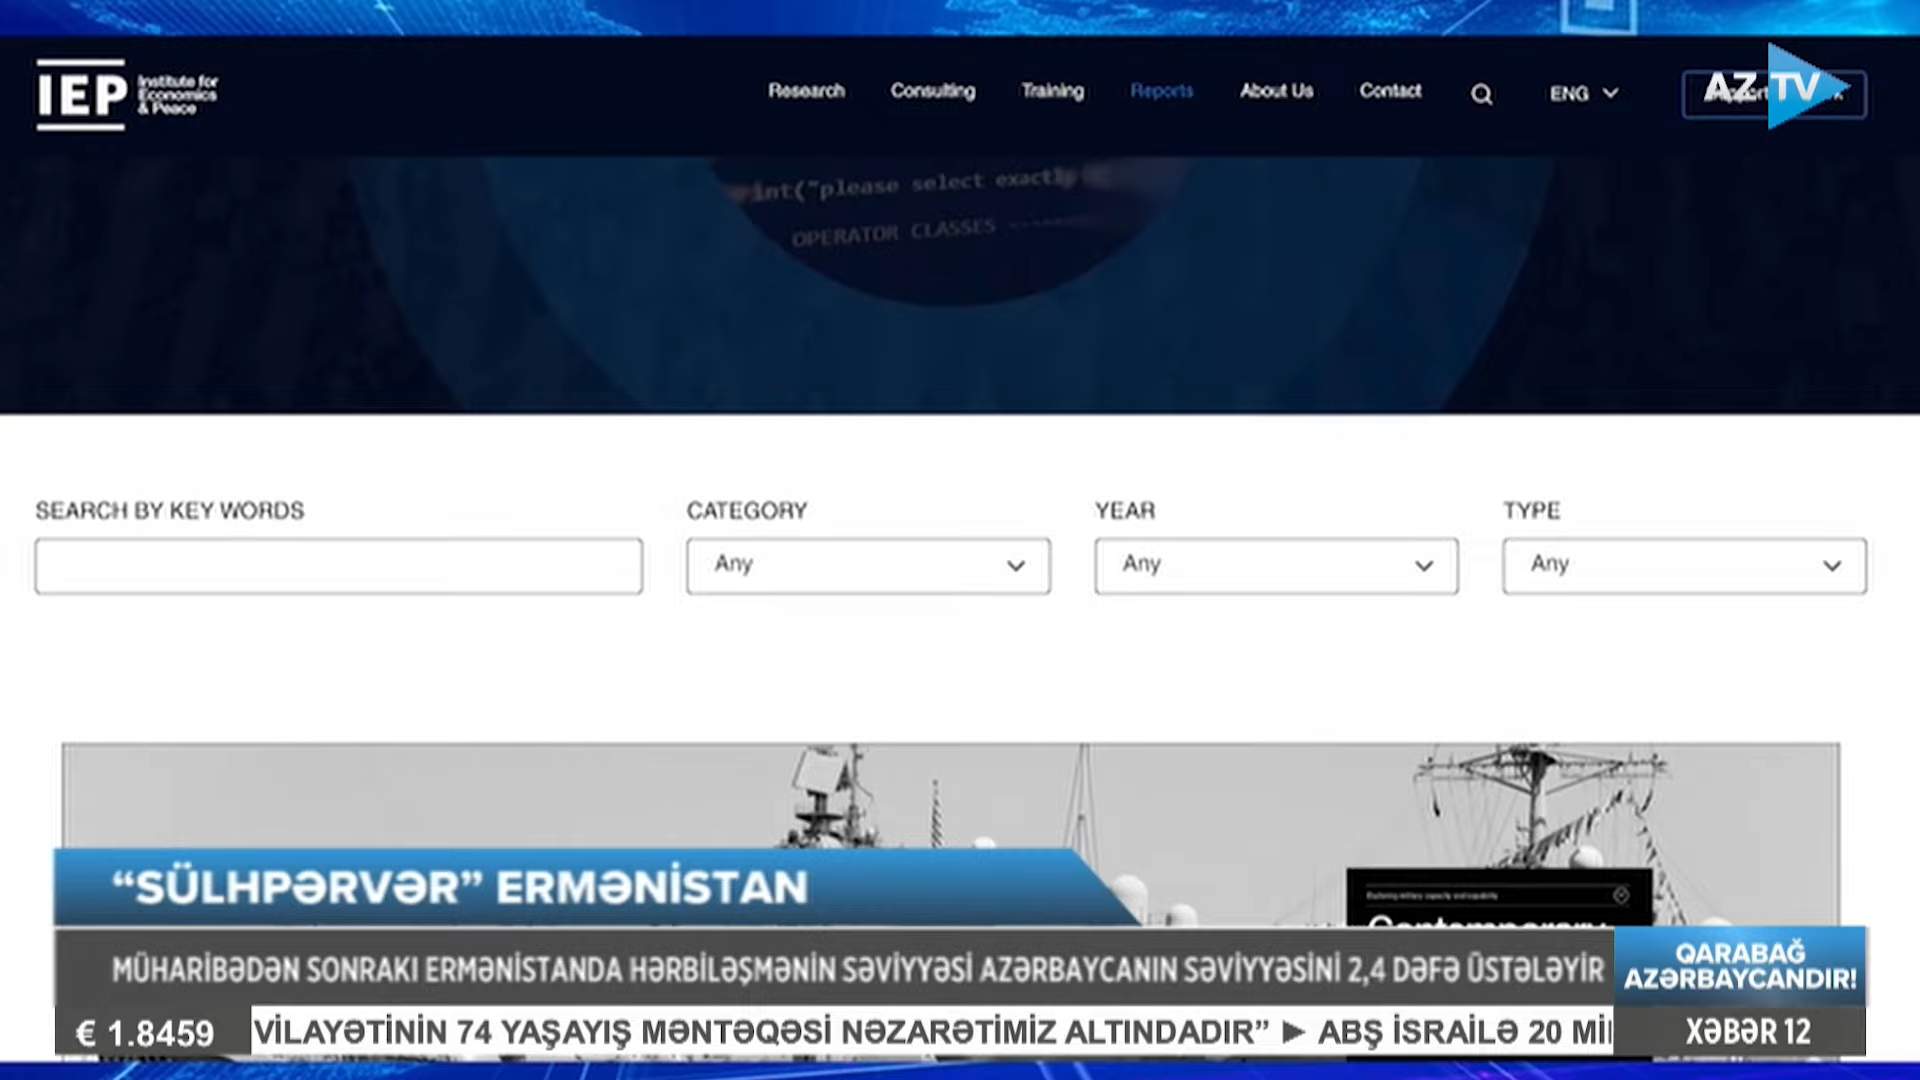 IEP
Institute for
Economics
& Peace
Research Consulting Training Reports About Us Contact ENG
AZTV
int("please select exactly
OPERATOR CLASSES -------
SEARCH BY KEY WORDS CATEGORY YEAR TYPE
Any Any Any
Contemporary
“SÜLHPƏRVƏR” ERMƏNİSTAN
MÜHARİBƏDƏN SONRAKI ERMƏNİSTANDA HƏRBİLƏŞMƏNİN SƏVİYYƏSİ AZƏRBAYCANIN SƏVİYYƏSİNİ 2,4 DƏFƏ ÜSTƏLƏYİR
QARABAĞ
AZƏRBAYCANDIR!
€ 1.8459 VİLAYƏTİNİN 74 YAŞAYIŞ MƏNTƏQƏSİ NƏZARƏTİMİZ ALTINDADIR” ► ABŞ İSRAİLƏ 20 Mİ
XƏBƏR 12